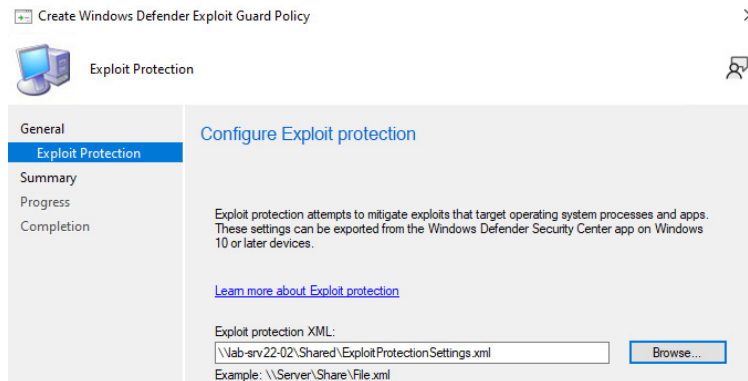 Create Windows Defender Exploit Guard Policy
Exploit Protection
General
Exploit Protection
Summary
Progress
Completion
Configure Exploit protection
Exploit protection attempts to mitigate exploits that target operating system processes and apps.
These settings can be exported from the Windows Defender Security Center app on Windows
10 or later devices.
Learn more about Exploit protection
Exploit protection XML:
\\lab-srv22-02\Shared\ExploitProtectionSettings.xml
Browse...
Example: \\Server\Share\File.xml